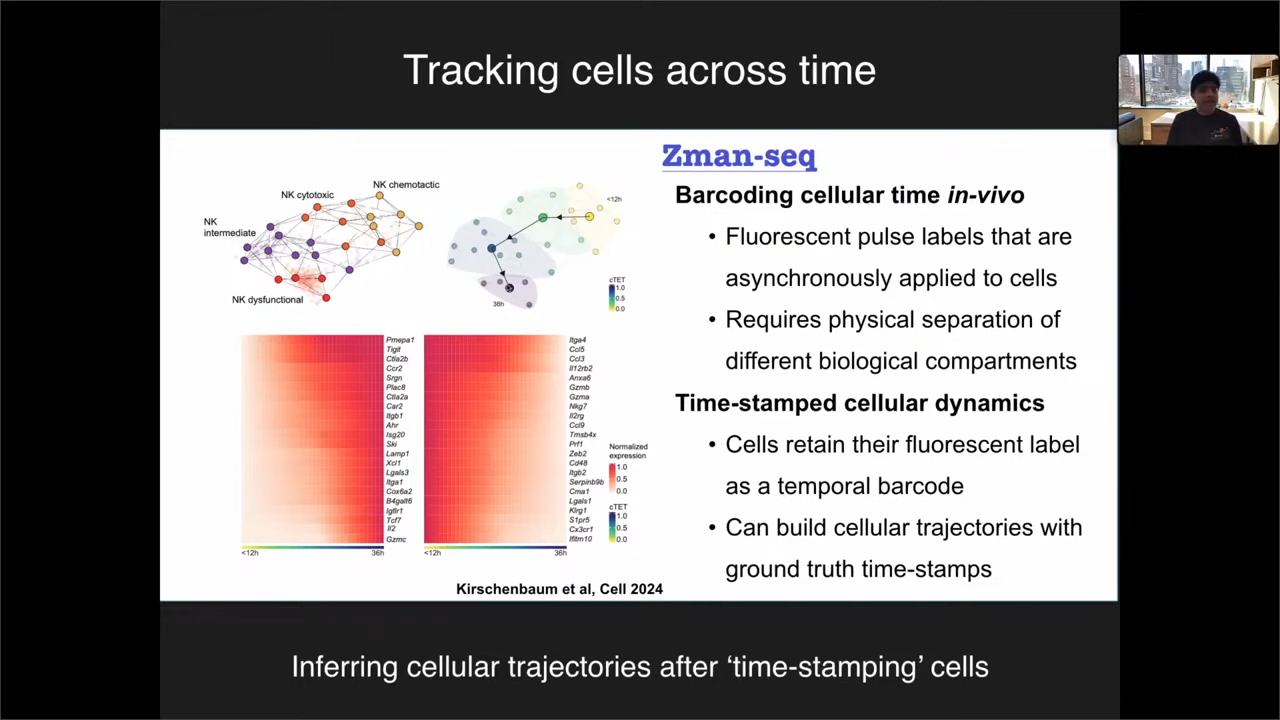 Tracking cells across time
Zman-seq
Barcoding cellular time in-vivo
• Fluorescent pulse labels that are
asynchronously applied to cells
• Requires physical separation of
different biological compartments
Time-stamped cellular dynamics
• Cells retain their fluorescent label
as a temporal barcode
• Can build cellular trajectories with
ground truth time-stamps
NK chemotactic
NK cytotoxic
NK
intermediate
NK dysfunctional
<12h
36h
cTET
1.0
0.5
0.0
Pmepa1
Tigit
Ctla2b
Ccr2
Srgn
Plac8
Ctla2a
Car2
Itgb1
Ahr
Isg20
Ski
Lamp1
Xcl1
Lgals3
Itga1
Cox6a2
B4galt6
Igfir1
Tcf7
Il2
Gzmc
<12h
36h
Itga4
Ccl5
Ccl3
Il12rb2
Anxa6
Gzmb
Gzma
Nkg7
Il2rg
Ccl9
Tmsb4x
Prf1
Zeb2
Cd48
Itgb2
Serpinb9b
Cma1
Lgals1
Klrg1
S1pr5
Cx3cr1
Ifitm10
<12h
36h
Normalized
expression
1.0
0.5
0.0
cTET
1.0
0.5
0.0
Kirschenbaum et al, Cell 2024
Inferring cellular trajectories after ‘time-stamping’ cells